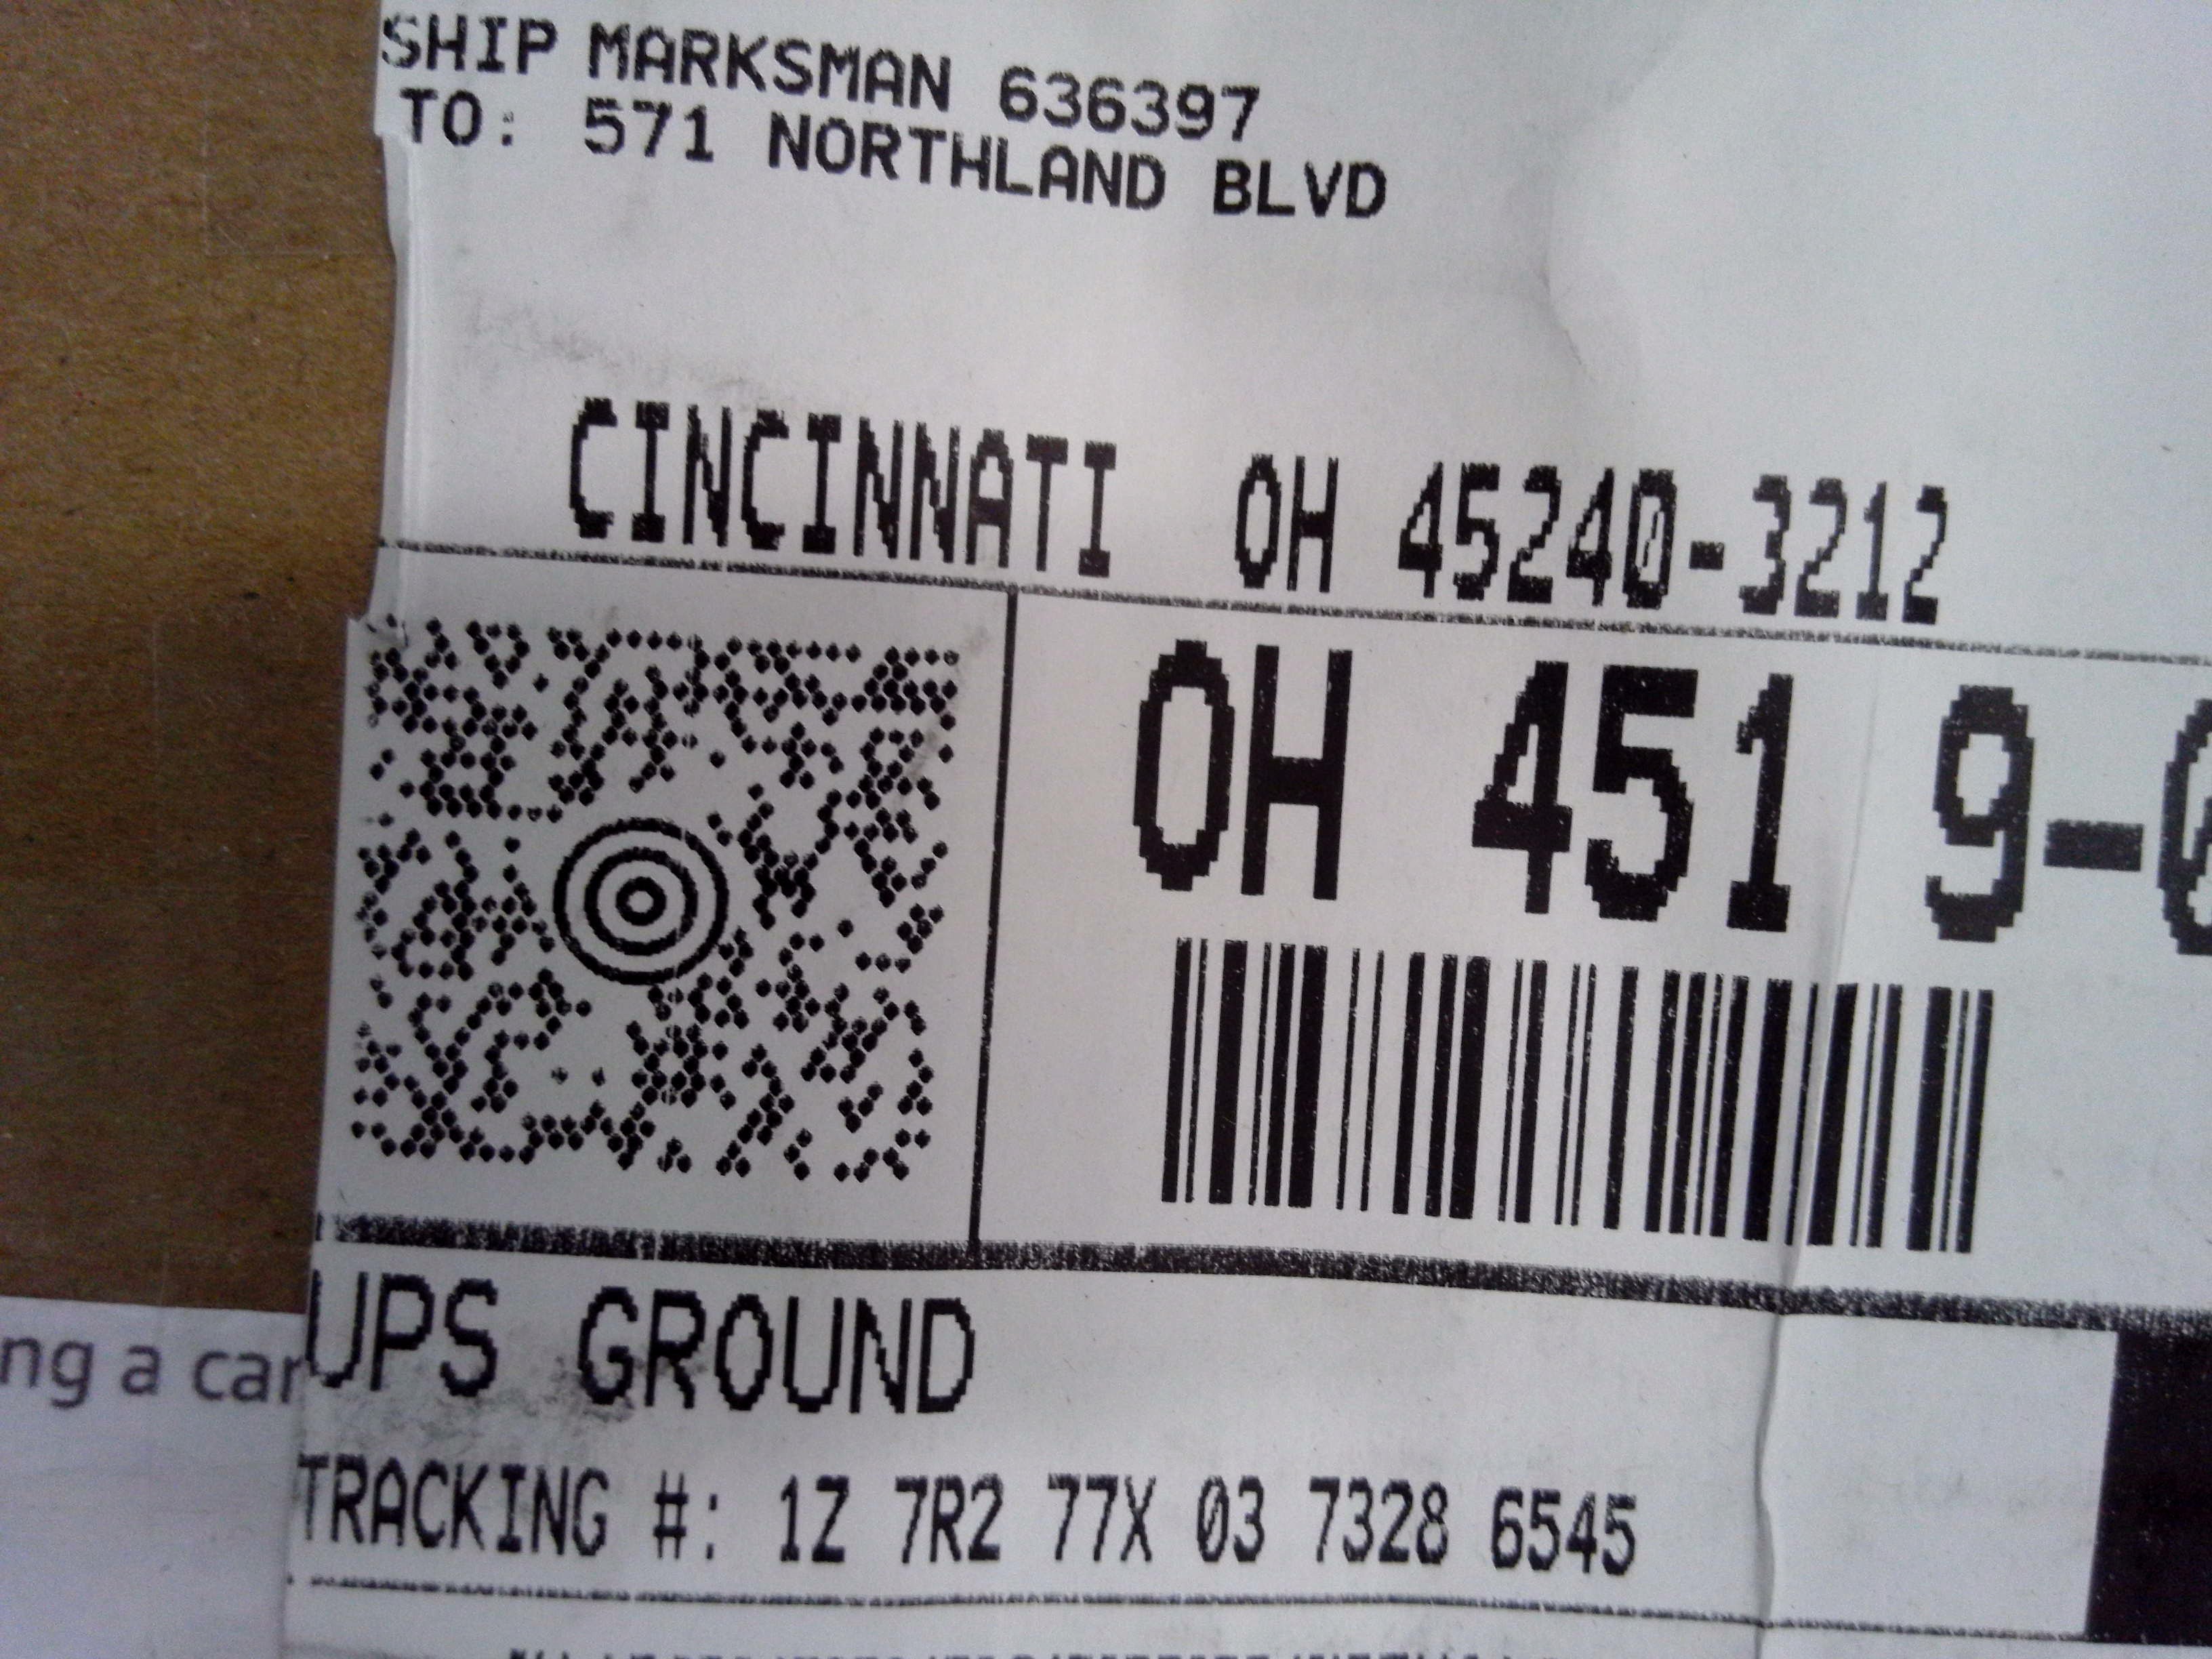 SHIP MARKSMAN 636397
TO: 571 NORTHLAND BLVD
CINCINNATI OH 45240-3212
OH 451 9-
UPS GROUND
ng a car
TRACKING #: 1Z 7R2 77X 03 7328 6545